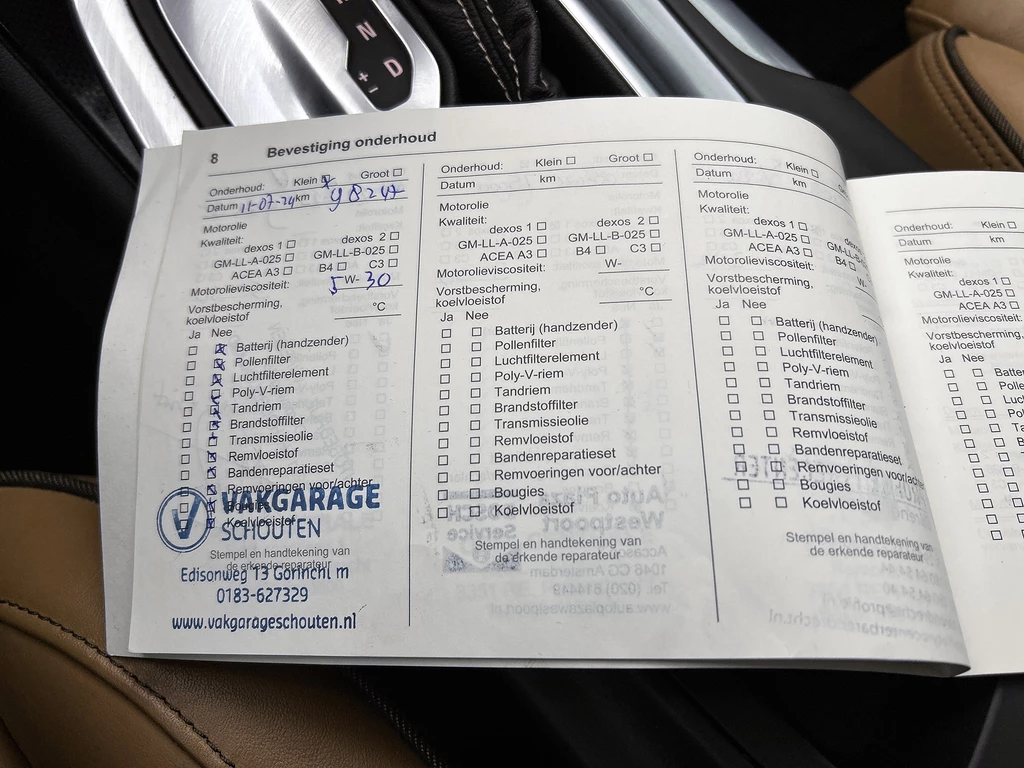 N
+
-
D
8 Bevestiging onderhoud
Onderhoud: Klein Groot
Datum 11-07-24 km 98247
Motorolie
Kwaliteit:
dexos 1 dexos 2
GM-LL-A-025 GM-LL-B-025
ACEA A3 B4 C3
Motorolieviscositeit: 5 W- 30
Vorstbescherming,
koelvloeistof °C
Ja Nee
Batterij (handzender)
Pollenfilter
Luchtfilterelement
Poly-V-riem
Tandriem
Brandstoffilter
Transmissieolie
Remvloeistof
Bandenreparatieset
Remvoeringen voor/achter
Bougies
Koelvloeistof
V VAKGARAGE
SCHOUTEN
Stempel en handtekening van
de erkende reparateur
Edisonweg 13 Gorinchem
0183-627329
www.vakgarageschouten.nl
Onderhoud: Klein Groot
Datum km
Motorolie
Kwaliteit:
dexos 1 dexos 2
GM-LL-A-025 GM-LL-B-025
ACEA A3 B4 C3
Motorolieviscositeit: W-
Vorstbescherming,
koelvloeistof °C
Ja Nee
Batterij (handzender)
Pollenfilter
Luchtfilterelement
Poly-V-riem
Tandriem
Brandstoffilter
Transmissieolie
Remvloeistof
Bandenreparatieset
Remvoeringen voor/achter
Bougies
Koelvloeistof
Stempel en handtekening van
de erkende reparateur
Onderhoud: Klein
Datum km
Motorolie
Kwaliteit:
dexos 1
GM-LL-A-025 GM-LL-B
ACEA A3 B4
Motorolieviscositeit: W-
Vorstbescherming,
koelvloeistof
Ja Nee
Batterij (handzender)
Pollenfilter
Luchtfilterelement
Poly-V-riem
Tandriem
Brandstoffilter
Transmissieolie
Remvloeistof
Bandenreparatieset
Remvoeringen voor/ach
Bougies
Koelvloeistof
Stempel en handtekening van
de erkende reparateur
Onderhoud: Klein
Datum km
Motorolie
Kwaliteit:
dexos 1
GM-LL-A-025
ACEA A3
Motorolieviscositeit:
Vorstbescherming,
koelvloeistof
Ja Nee